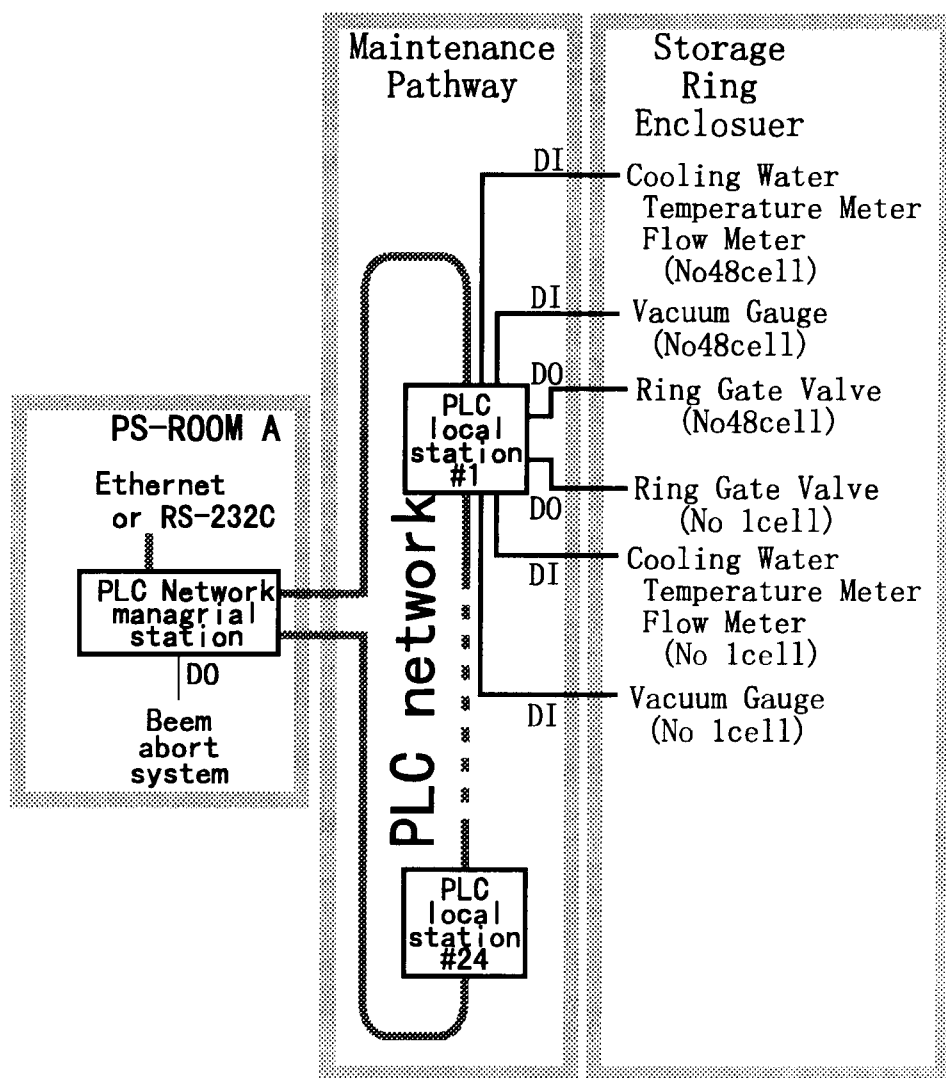 Maintenance
Pathway
Storage
Ring
Enclosuer
DI
Cooling Water
Temperature Meter
Flow Meter
(No48cell)
DI
Vacuum Gauge
(No48cell)
DO
Ring Gate Valve
(No48cell)
PLC
local
station
#1
DO
Ring Gate Valve
(No 1cell)
DI
Cooling Water
Temperature Meter
Flow Meter
(No 1cell)
DI
Vacuum Gauge
(No 1cell)
PS-ROOM A
Ethernet
or RS-232C
PLC Network
managrial
station
DO
Beem
abort
system
PLC network
PLC
local
station
#24